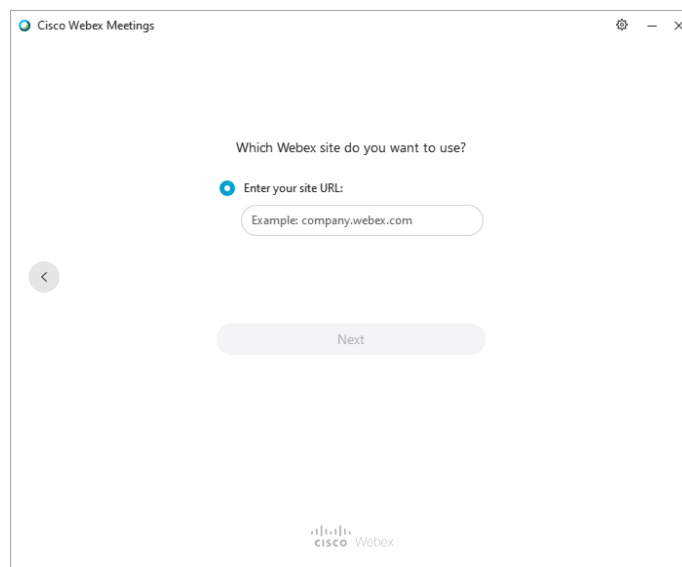 Cisco Webex Meetings
Which Webex site do you want to use?
Enter your site URL:
Example: company.webex.com
Next
cisco Webex